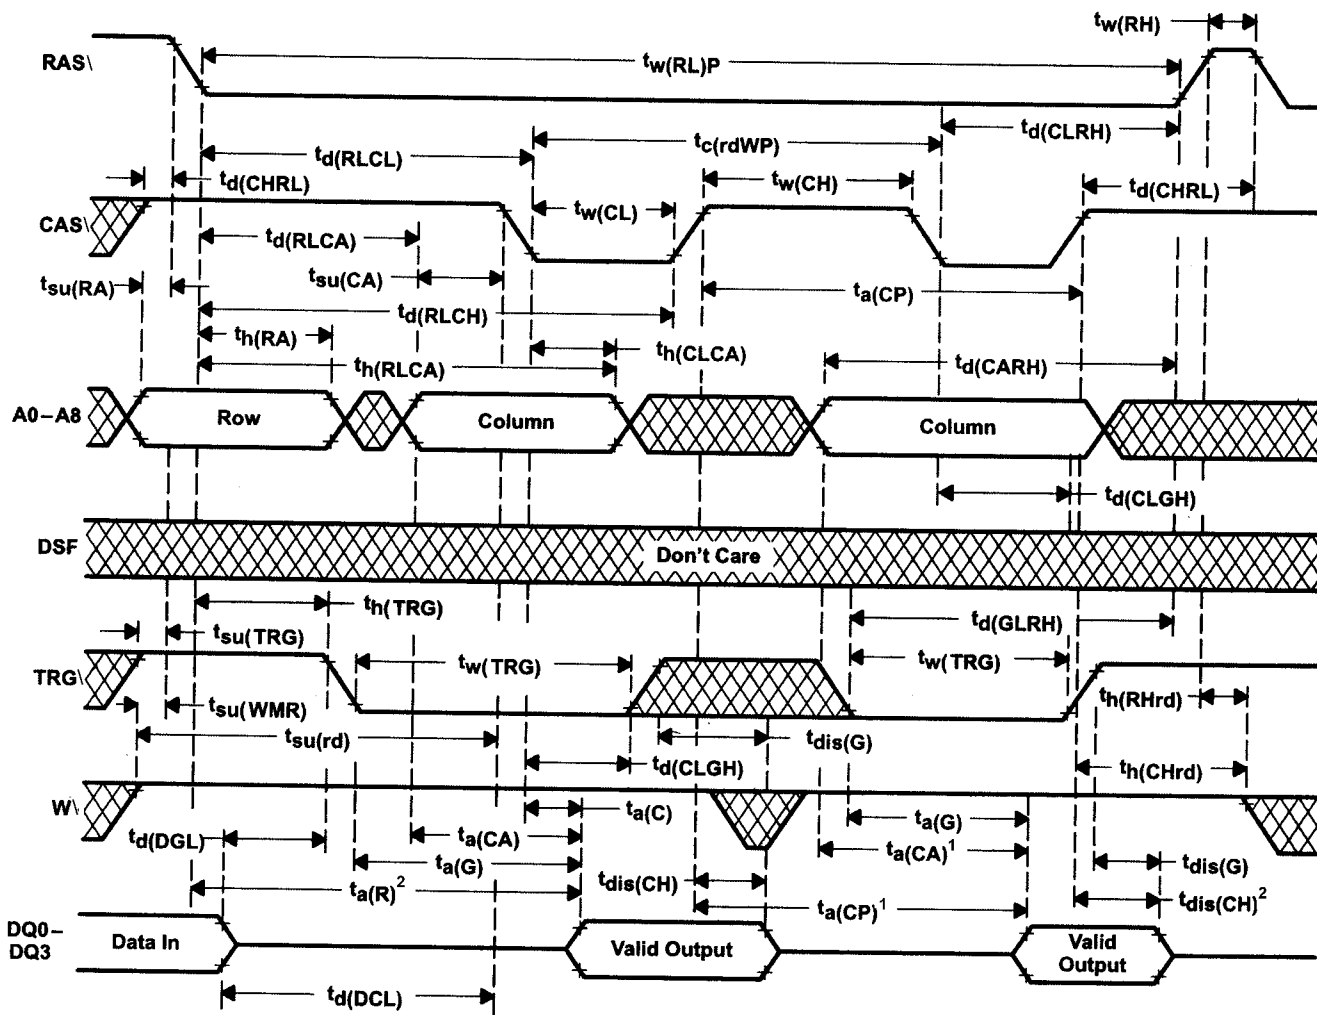 tw(RH)
RAS\
tw(RL)P
td(CLRH)
tc(rdWP)
td(RLCL)
td(CHRL)
tw(CH)
td(CHRL)
CAS\
tw(CL)
td(RLCA)
tsu(RA)
tsu(CA)
ta(CP)
td(RLCH)
th(RA)
th(CLCA)
th(RLCA)
td(CARH)
A0–A8
Row
Column
Column
td(CLGH)
DSF
Don't Care
th(TRG)
tsu(TRG)
td(GLRH)
TRG\
tw(TRG)
tw(TRG)
tsu(WMR)
th(RHrd)
tsu(rd)
tdis(G)
td(CLGH)
th(CHrd)
W\
ta(C)
ta(G)
td(DGL)
ta(CA)
ta(CA)1
ta(G)
tdis(CH)
tdis(G)
ta(R)2
ta(CP)1
tdis(CH)2
DQ0–
DQ3
Data In
Valid Output
Valid
Output
td(DCL)